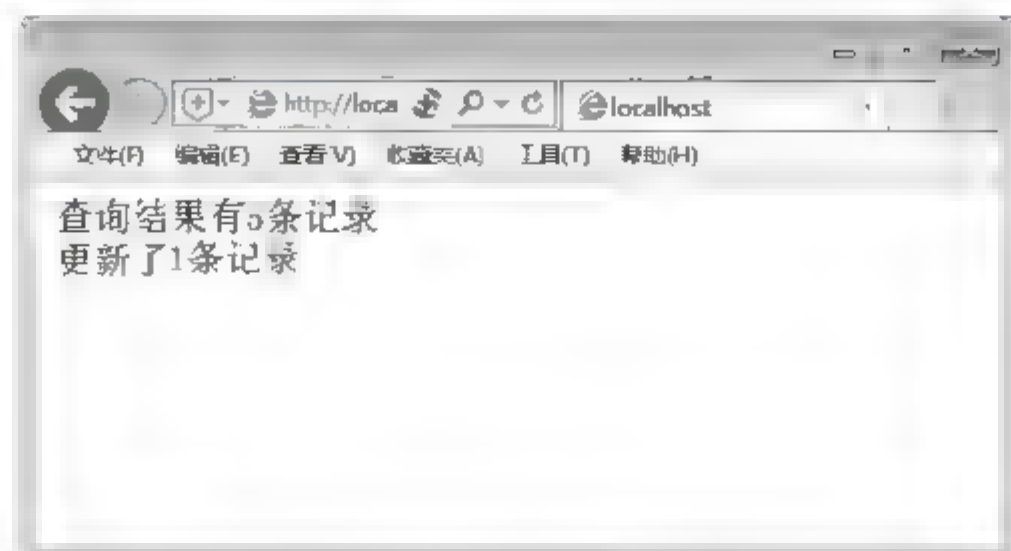 http://loca
localhost
文件(F) 编辑(E) 查看(V) 收藏夹(A) 工具(T) 帮助(H)
查询结果有 条记录
更新了1条记录